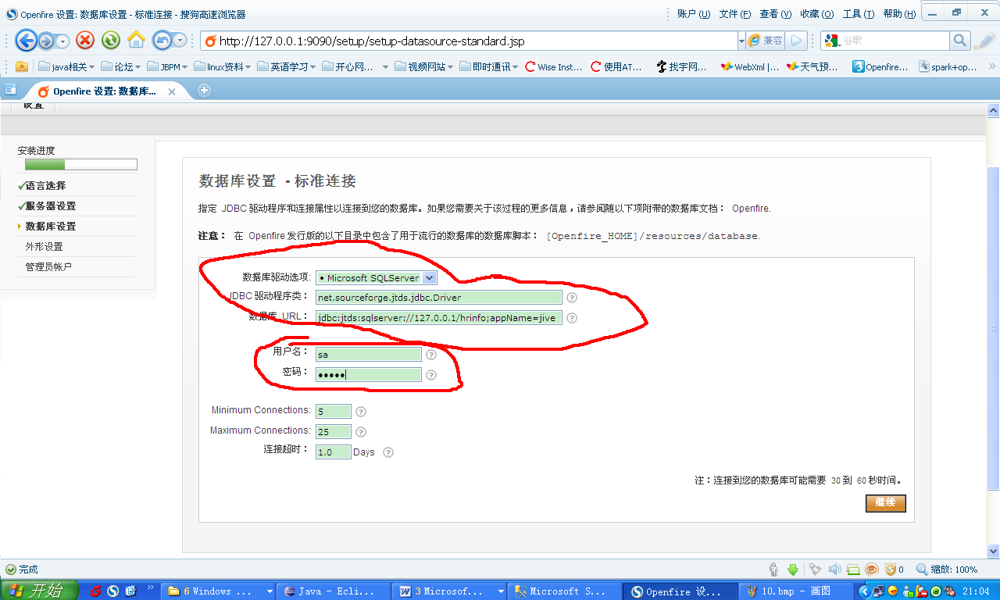 Openfire 设置: 数据库设置 - 标准连接 - 搜狗高速浏览器
账户(U) 文件(F) 查看(V) 收藏(O) 工具(T) 帮助(H)
http://127.0.0.1:9090/setup/setup-datasource-standard.jsp
兼容
谷歌
java相关 论坛 JBPM linux资料 英语学习 开心网... 视频网站 即时通讯 Win Inst... 使用AT... 找字网... WebXml |... 天气预... Openfire... spark+op...
Openfire 设置: 数据库...
设置
安装进度
语言选择
服务器设置
数据库设置
外形设置
管理员帐户
数据库设置 - 标准连接
指定 JDBC 驱动程序和连接属性以连接到您的数据库。如果您需要关于该过程的更多信息，请参阅随以下项附带的数据库文档： Openfire.
注意： 在 Openfire 发行版的以下目录中包含了用于流行的数据库的数据库脚本： [Openfire_HOME]/resources/database.
数据库驱动选项: • Microsoft SQLServer
JDBC 驱动程序类： net.sourceforge.jtds.jdbc.Driver ?
数据库 URL： jdbc:jtds:sqlserver://127.0.0.1/hrinfo;appName=jive ?
用户名： sa ?
密码： ••••• ?
Minimum Connections: 5 ?
Maximum Connections: 25 ?
连接超时： 1.0 Days ?
注：连接到您的数据库可能需要 30 到 60 秒时间。
继续
完成
0 缩放: 100%
开始
6 Windows ... Java - Ecli... 3 Microsof... Microsoft S... Openfire 设... 10.bmp - 画图
21:04